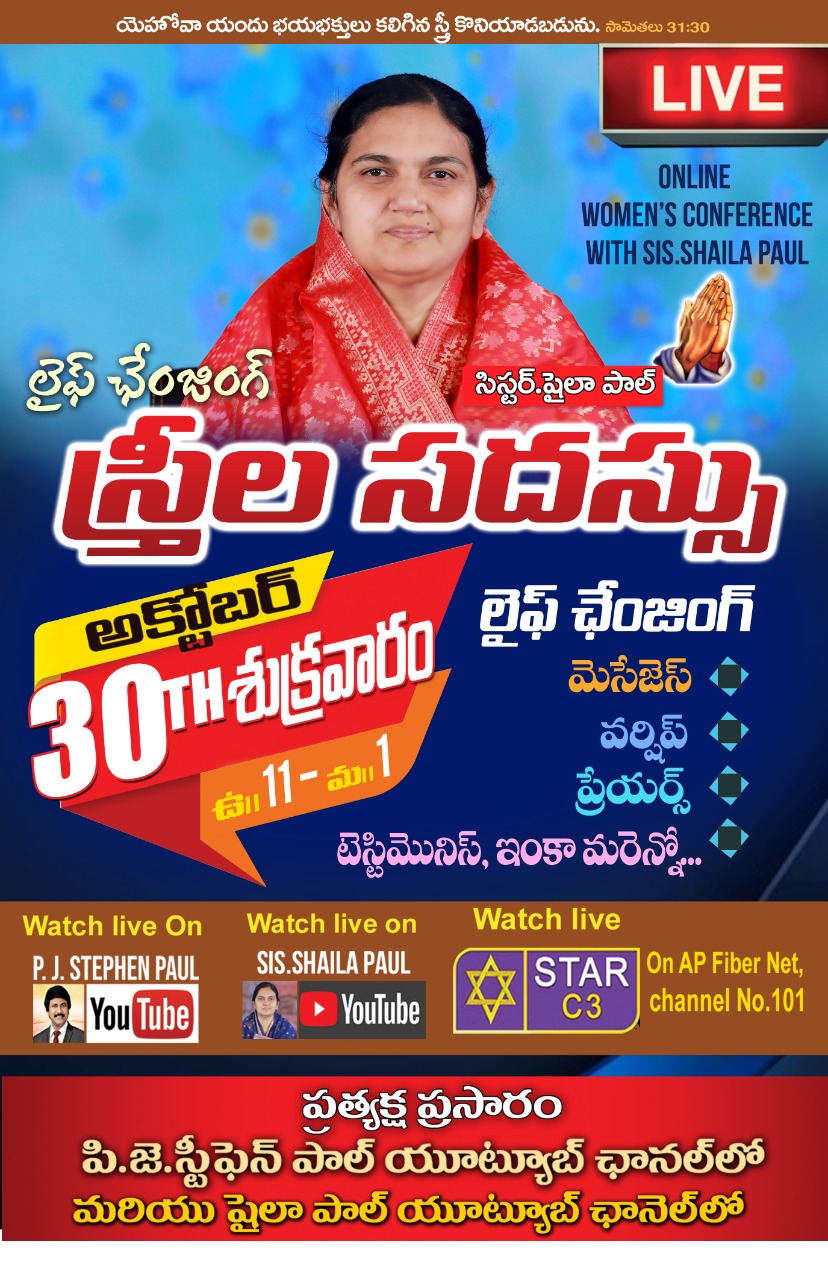 యెహోవా యందు భయభక్తులు కలిగిన స్త్రీ కొనియాడబడును. సామెతలు 31:30
LIVE
ONLINE
WOMEN'S CONFERENCE
WITH SIS.SHAILA PAUL
లైఫ్ ఛేంజింగ్
సిస్టర్.షైలా పాల్
స్త్రీల సదస్సు
అక్టోబర్
30TH శుక్రవారం
ఉ॥ 11 - మ॥ 1
లైఫ్ ఛేంజింగ్
మెసేజెస్
వర్షిప్
ప్రేయర్స్
టెస్టిమొనిస్, ఇంకా మరెన్నో...
Watch live On
P. J. STEPHEN PAUL
YouTube
Watch live on
SIS.SHAILA PAUL
YouTube
Watch live
STAR
C3
On AP Fiber Net,
channel No.101
ప్రత్యక్ష ప్రసారం
పి.జె.స్టీఫెన్ పాల్ యూట్యూబ్ ఛానల్‌లో
మరియు షైలా పాల్ యూట్యూబ్ ఛానెల్‌లో